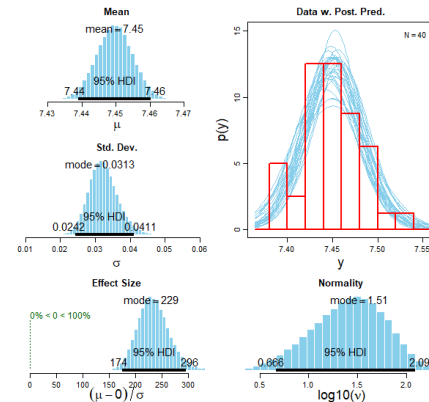 Mean
mean = 7.45
95% HDI
7.44 7.46
7.43 7.44 7.45 7.46 7.47
μ
Data w. Post. Pred.
N = 40
15
10
5
0
p(y)
7.40 7.45 7.50 7.55
y
Std. Dev.
mode = 0.0313
95% HDI
0.0242 0.0411
0.01 0.02 0.03 0.04 0.05 0.06
σ
Effect Size
mode = 229
0% < 0 < 100%
95% HDI
174 296
0 50 100 150 200 250 300
(μ − 0) / σ
Normality
mode = 1.51
95% HDI
0.666 2.09
0.5 1.0 1.5 2.0
log10(ν)